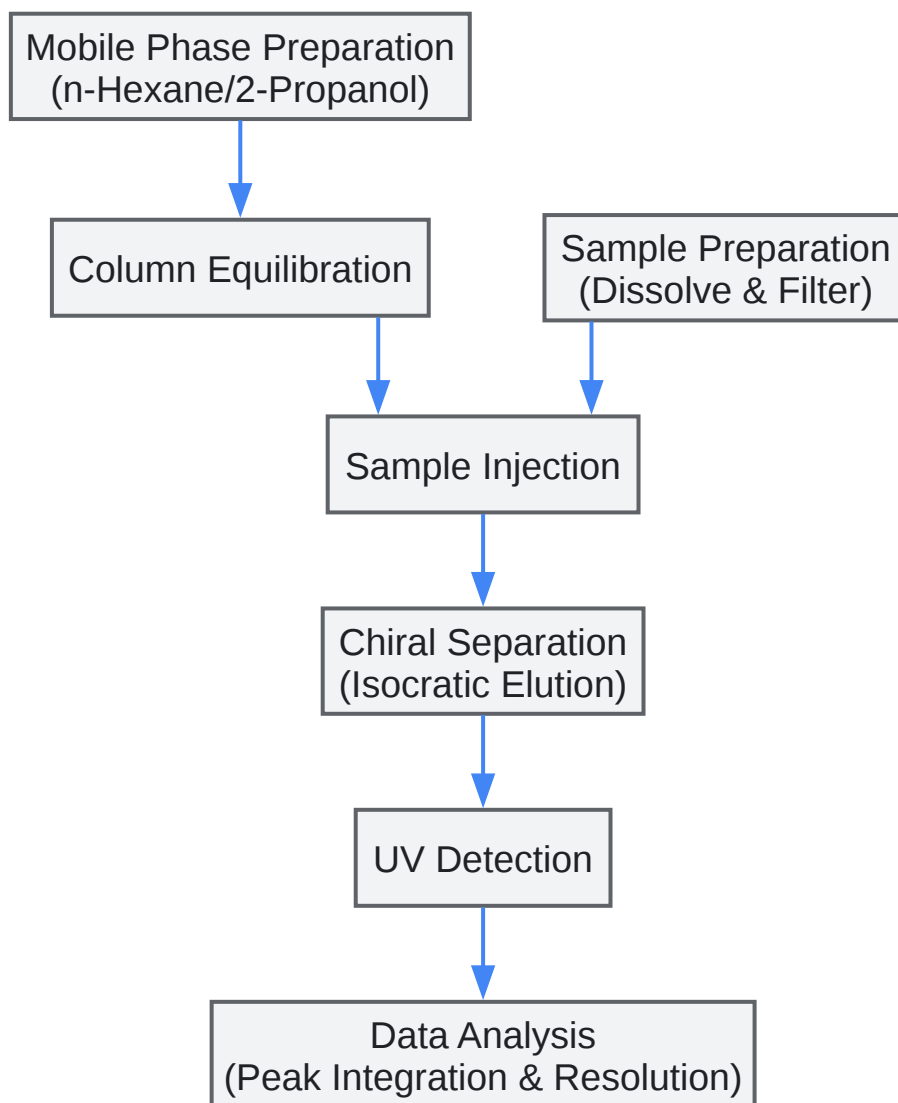 Mobile Phase Preparation
(n-Hexane/2-Propanol)
Column Equilibration
Sample Preparation
(Dissolve & Filter)
Sample Injection
Chiral Separation
(Isocratic Elution)
UV Detection
Data Analysis
(Peak Integration & Resolution)